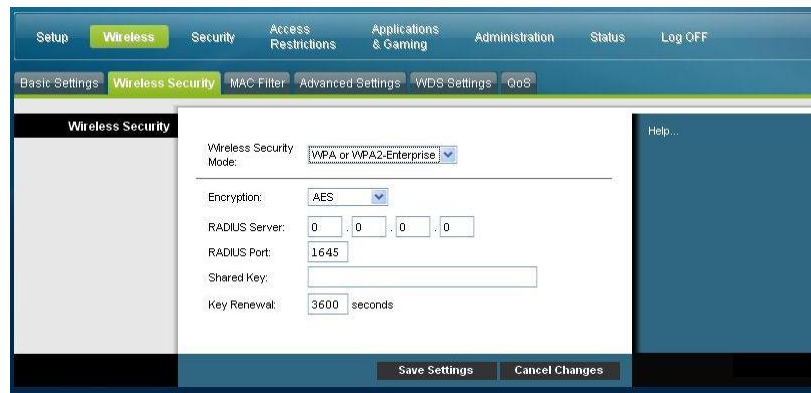 Setup Wireless Security Access Restrictions Applications & Gaming Administration Status Log OFF
Basic Settings Wireless Security MAC Filter Advanced Settings WDS Settings QoS
Wireless Security
Help...
Wireless Security Mode: WPA or WPA2-Enterprise
Encryption: AES
RADIUS Server: 0 . 0 . 0 . 0
RADIUS Port: 1645
Shared Key:
Key Renewal: 3600 seconds
Save Settings Cancel Changes